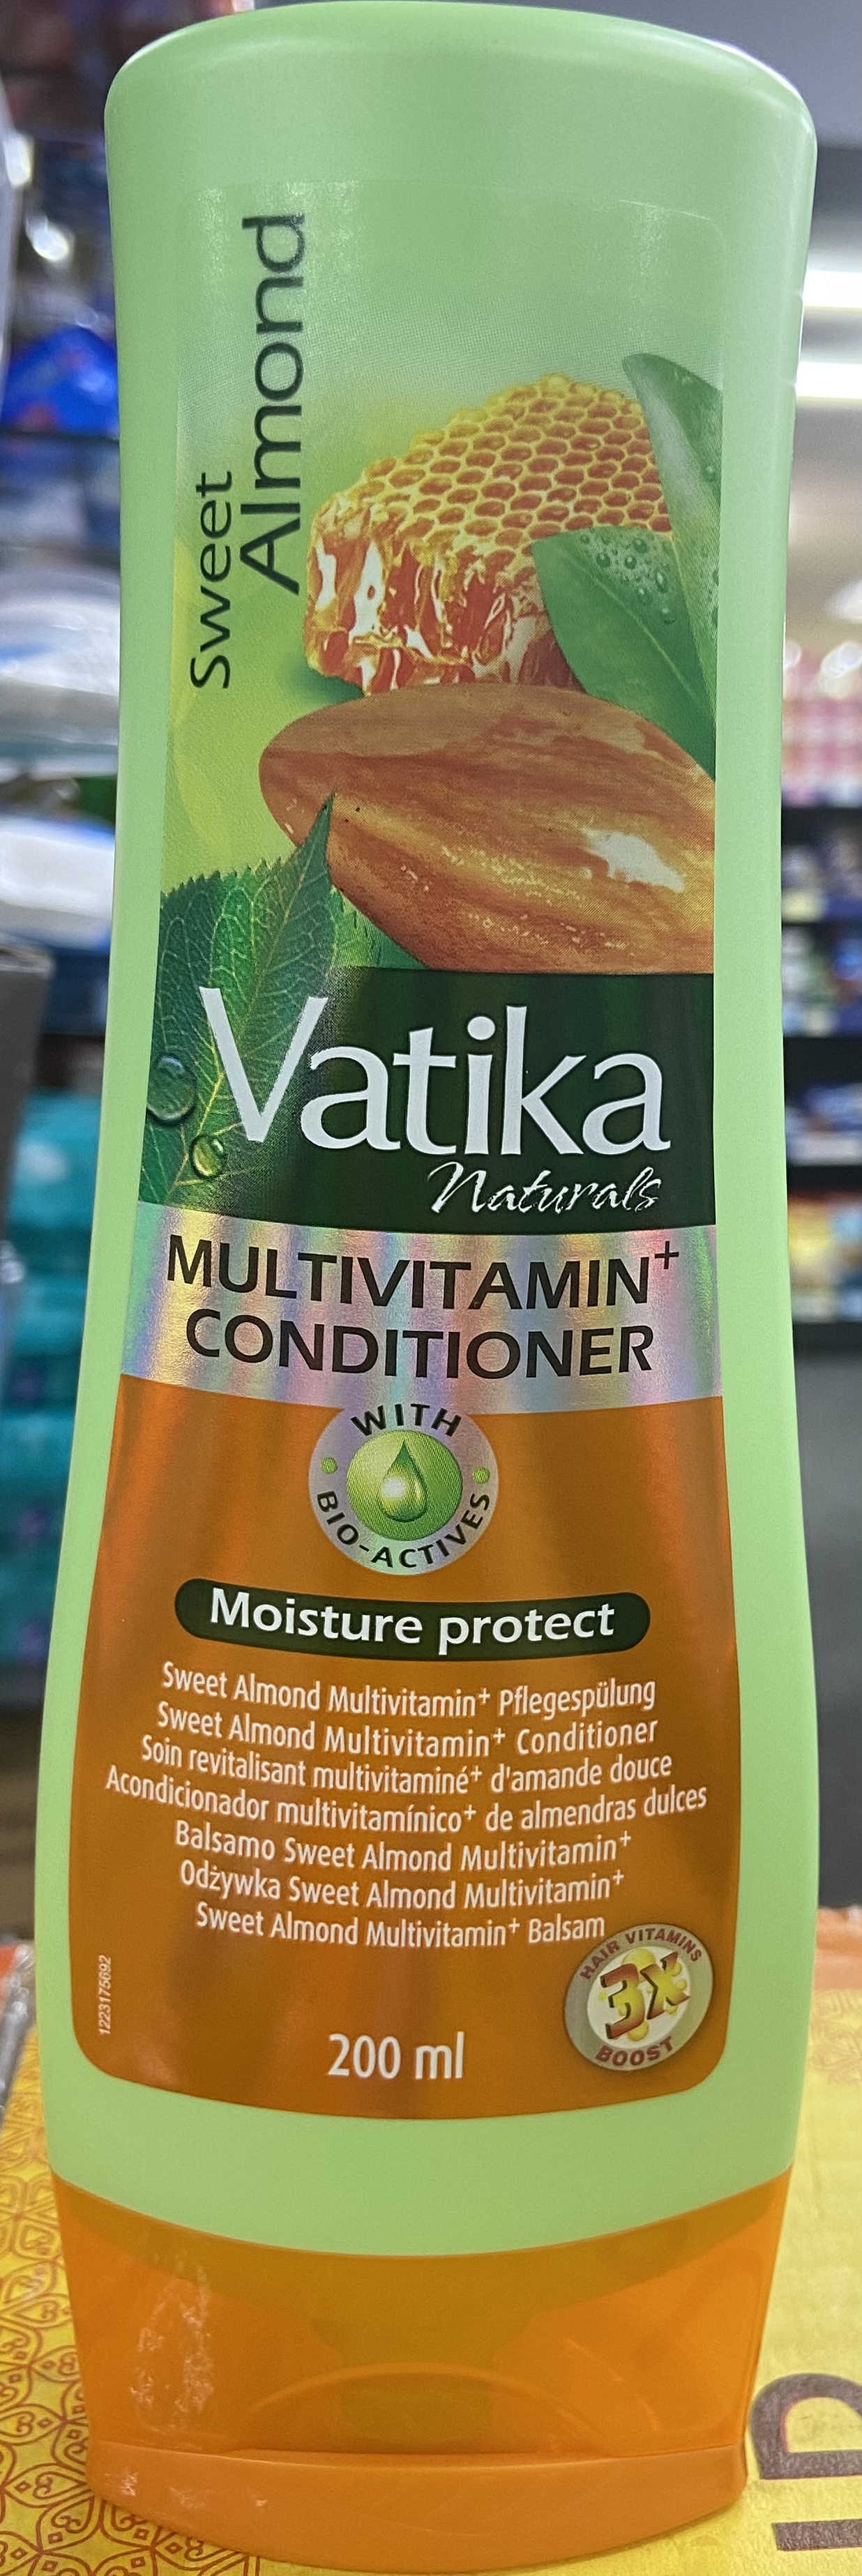 Sweet
Almond
Vatika
Naturals
MULTIVITAMIN+
CONDITIONER
WITH
BIO-ACTIVES
Moisture protect
Sweet Almond Multivitamin+ Pflegespülung
Sweet Almond Multivitamin+ Conditioner
Soin revitalisant multivitaminé+ d'amande douce
Acondicionador multivitamínico+ de almendras dulces
Balsamo Sweet Almond Multivitamin+
Odżywka Sweet Almond Multivitamin+
Sweet Almond Multivitamin+ Balsam
HAIR VITAMINS
3x
BOOST
1223175692
200 ml